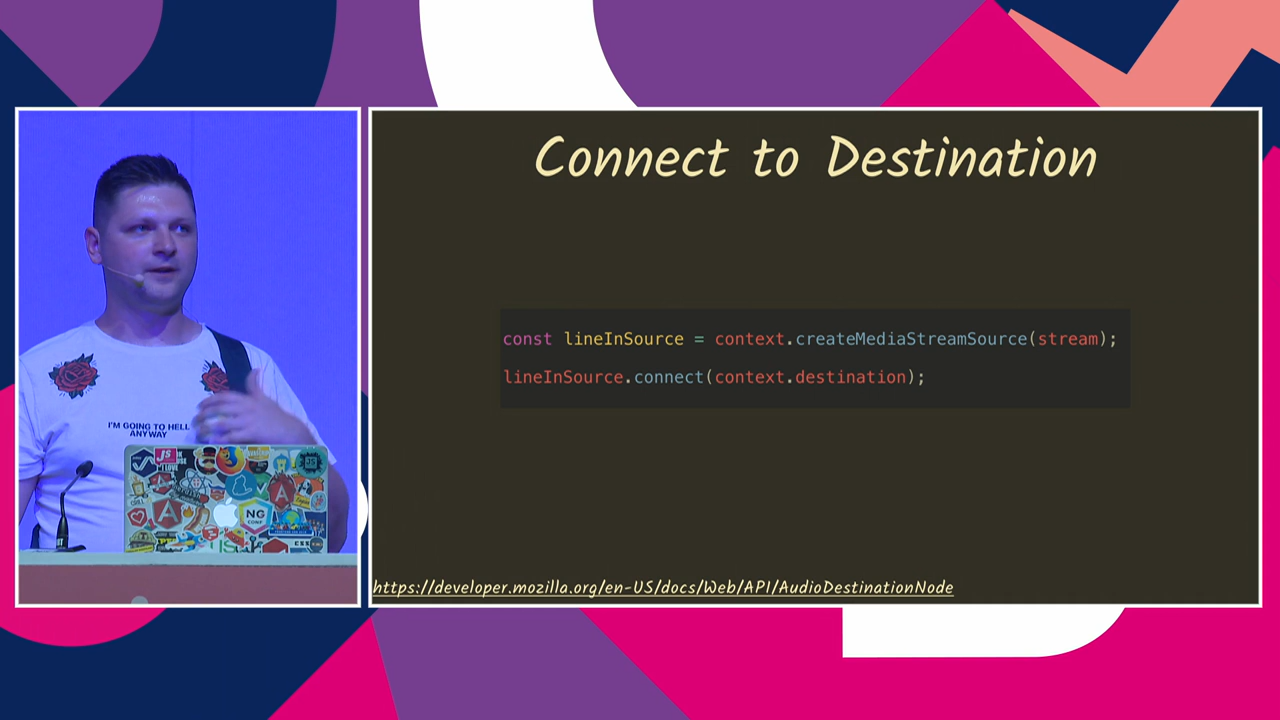 Connect to Destination
const lineInSource = context.createMediaStreamSource(stream);
lineInSource.connect(context.destination);
https://developer.mozilla.org/en-US/docs/Web/API/AudioDestinationNode
I'M GOING TO HELL
ANYWAY
JS
NG
CONF